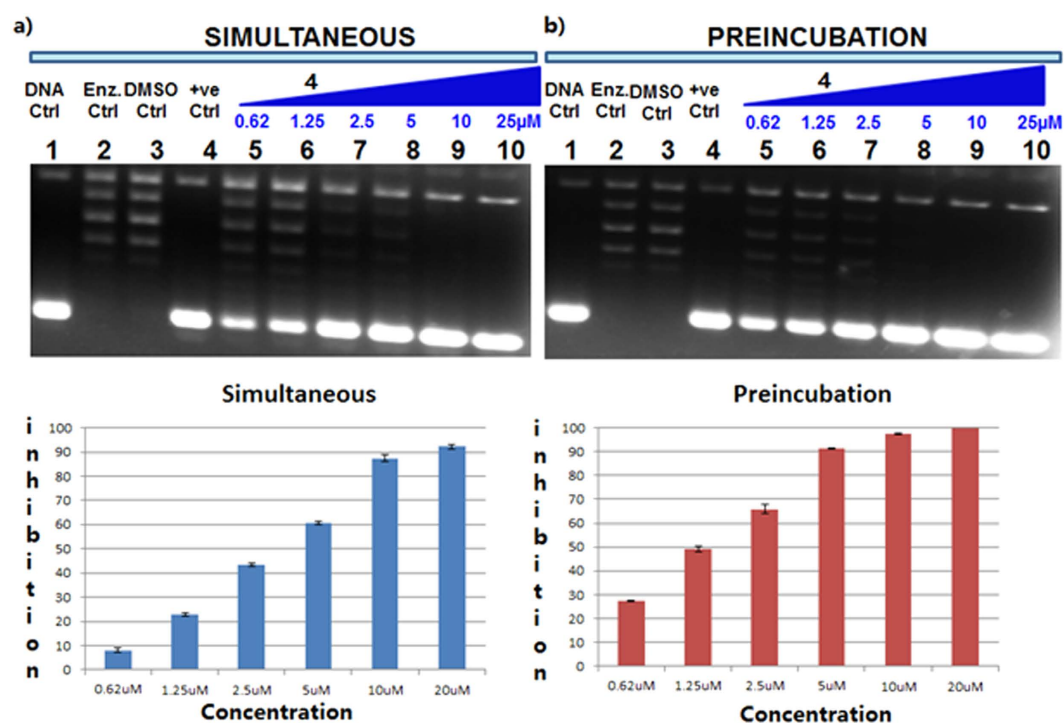 a)
SIMULTANEOUS
DNA Ctrl
Enz. Ctrl
DMSO Ctrl
+ve Ctrl
4
0.62 1.25 2.5 5 10 25µM
1 2 3 4 5 6 7 8 9 10
b)
PREINCUBATION
DNA Ctrl
Enz. Ctrl
DMSO Ctrl
+ve Ctrl
4
0.62 1.25 2.5 5 10 25µM
1 2 3 4 5 6 7 8 9 10
Simultaneous
inhibition
100
90
80
70
60
50
40
30
20
10
0
0.62uM 1.25uM 2.5uM 5uM 10uM 20uM
Concentration
Preincubation
inhibition
100
90
80
70
60
50
40
30
20
10
0
0.62uM 1.25uM 2.5uM 5uM 10uM 20uM
Concentration